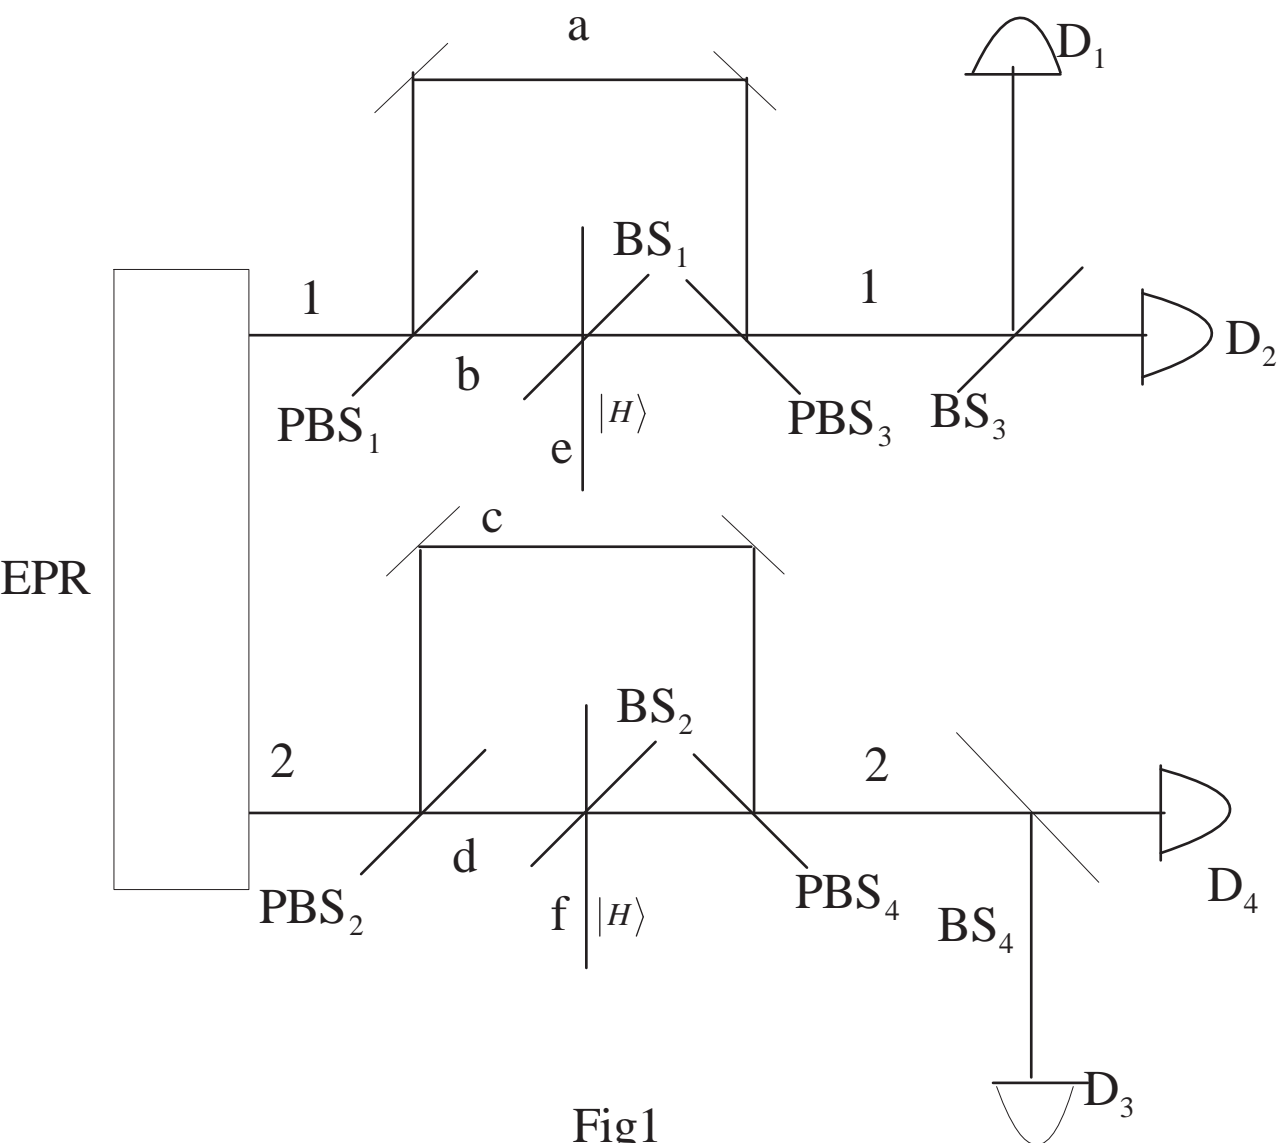 a
D₁
BS₁
1
1
D₂
b
PBS₁
|H⟩
PBS₃
BS₃
e
c
EPR
BS₂
2
2
d
PBS₂
f
|H⟩
PBS₄
D₄
BS₄
D₃
Fig1